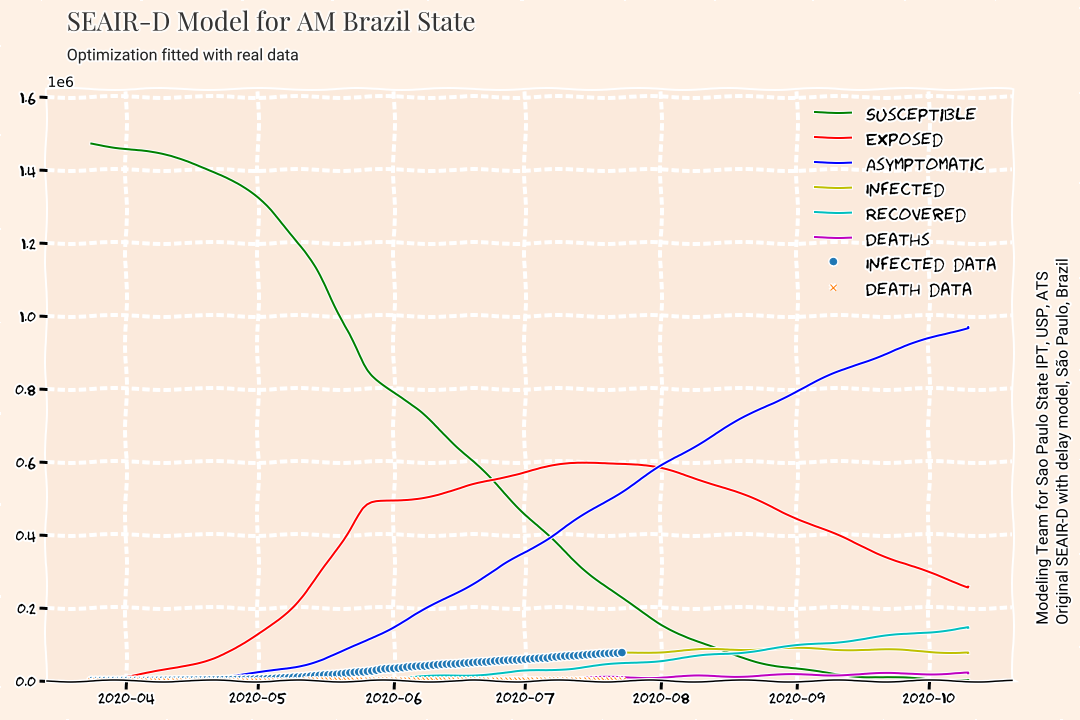 SEAIR-D Model for AM Brazil State
Optimization fitted with real data
1e6
1.6
1.4
1.2
1.0
0.8
0.6
0.4
0.2
0.0
2020-04 2020-05 2020-06 2020-07 2020-08 2020-09 2020-10
SUSCEPTIBLE
EXPOSED
ASYMPTOMATIC
INFECTED
RECOVERED
DEATHS
INFECTED DATA
DEATH DATA
Modeling Team for Sao Paulo State IPT, USP, ATS
Original SEAIR-D with delay model, São Paulo, Brazil